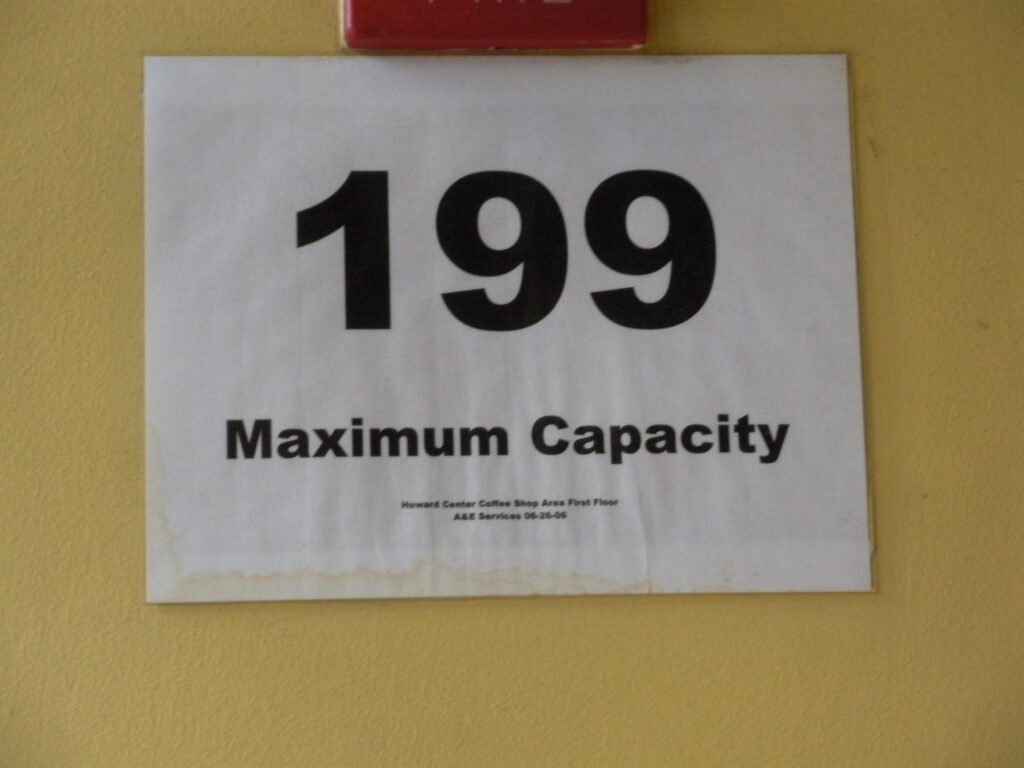 199
Maximum Capacity
Howard Center Coffee Shop Area First Floor
A&E Services 06-26-06